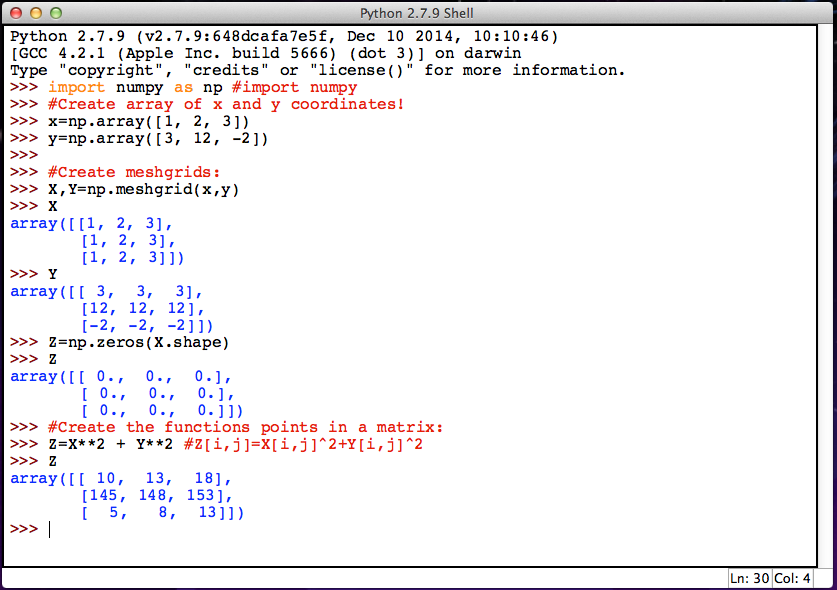 Python 2.7.9 Shell
Python 2.7.9 (v2.7.9:648dcafa7e5f, Dec 10 2014, 10:10:46)
[GCC 4.2.1 (Apple Inc. build 5666) (dot 3)] on darwin
Type "copyright", "credits" or "license()" for more information.
>>> import numpy as np #import numpy
>>> #Create array of x and y coordinates!
>>> x=np.array([1, 2, 3])
>>> y=np.array([3, 12, -2])
>>>
>>> #Create meshgrids:
>>> X,Y=np.meshgrid(x,y)
>>> X
array([[1, 2, 3],
       [1, 2, 3],
       [1, 2, 3]])
>>> Y
array([[ 3,  3,  3],
       [12, 12, 12],
       [-2, -2, -2]])
>>> Z=np.zeros(X.shape)
>>> Z
array([[ 0.,  0.,  0.],
       [ 0.,  0.,  0.],
       [ 0.,  0.,  0.]])
>>> #Create the functions points in a matrix:
>>> Z=X**2 + Y**2 #Z[i,j]=X[i,j]^2+Y[i,j]^2
>>> Z
array([[ 10,  13,  18],
       [145, 148, 153],
       [  5,   8,  13]])
>>>
Ln: 30 Col: 4